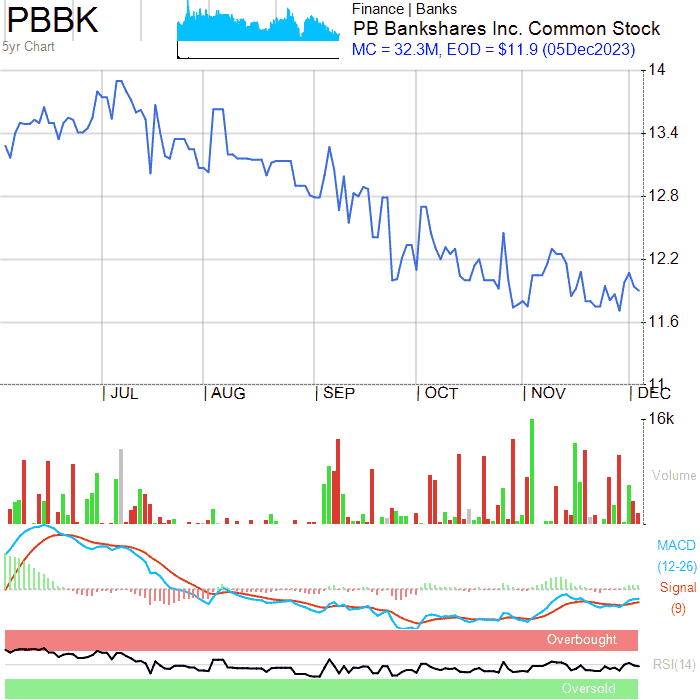 PBBK
5yr Chart
Finance | Banks
PB Bankshares Inc. Common Stock
MC = 32.3M, EOD = $11.9 (05Dec2023)
14
13.4
12.8
12.2
11.6
11
| JUL | AUG | SEP | OCT | NOV | DEC
16k
Volume
MACD
(12-26)
Signal
(9)
Overbought
RSI(14)
Oversold